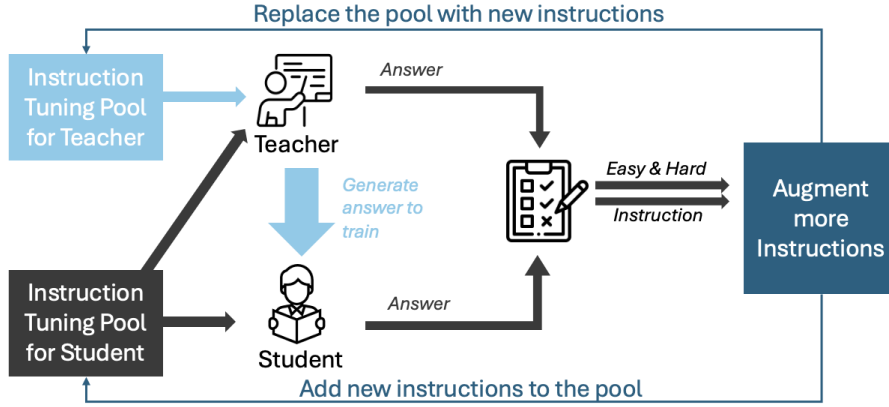 Replace the pool with new instructions
Instruction
Tuning Pool
for Teacher
Answer
Teacher
Generate
answer to
train
Easy & Hard
Instruction
Augment
more
Instructions
Instruction
Tuning Pool
for Student
Answer
Student
Add new instructions to the pool